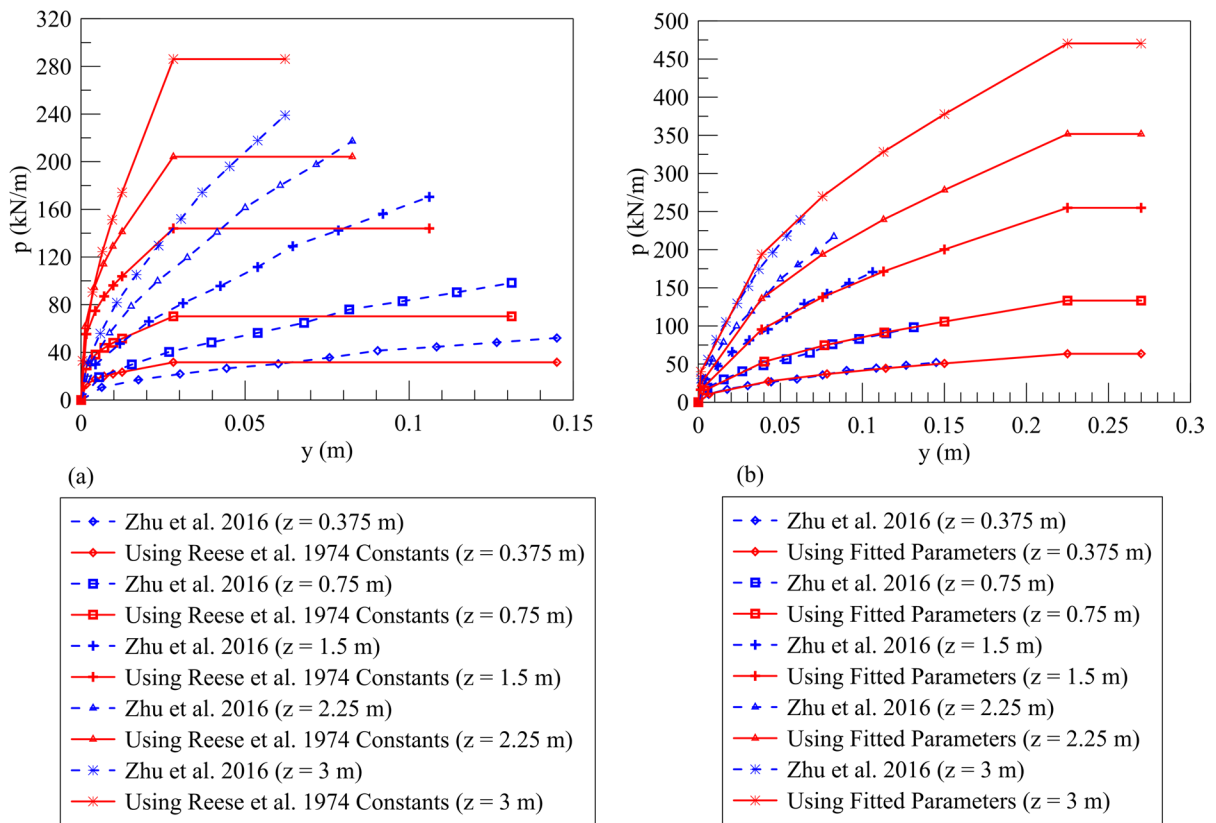 320
280
240
200
160
120
80
40
0
p (kN/m)
0
0.05
0.1
0.15
y (m)
(a)
Zhu et al. 2016 (z = 0.375 m)
Using Reese et al. 1974 Constants (z = 0.375 m)
Zhu et al. 2016 (z = 0.75 m)
Using Reese et al. 1974 Constants (z = 0.75 m)
Zhu et al. 2016 (z = 1.5 m)
Using Reese et al. 1974 Constants (z = 1.5 m)
Zhu et al. 2016 (z = 2.25 m)
Using Reese et al. 1974 Constants (z = 2.25 m)
Zhu et al. 2016 (z = 3 m)
Using Reese et al. 1974 Constants (z = 3 m)
500
450
400
350
300
250
200
150
100
50
0
p (kN/m)
0
0.05
0.10
0.15
0.20
0.25
0.3
y (m)
(b)
Zhu et al. 2016 (z = 0.375 m)
Using Fitted Parameters (z = 0.375 m)
Zhu et al. 2016 (z = 0.75 m)
Using Fitted Parameters (z = 0.75 m)
Zhu et al. 2016 (z = 1.5 m)
Using Fitted Parameters (z = 1.5 m)
Zhu et al. 2016 (z = 2.25 m)
Using Fitted Parameters (z = 2.25 m)
Zhu et al. 2016 (z = 3 m)
Using Fitted Parameters (z = 3 m)